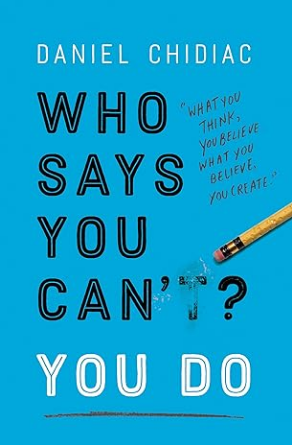 DANIEL CHIDIAC
WHO
SAYS
YOU
CAN'T?
"WHAT YOU
THINK,
YOU BELIEVE
WHAT YOU
BELIEVE,
YOU CREATE."
YOU DO